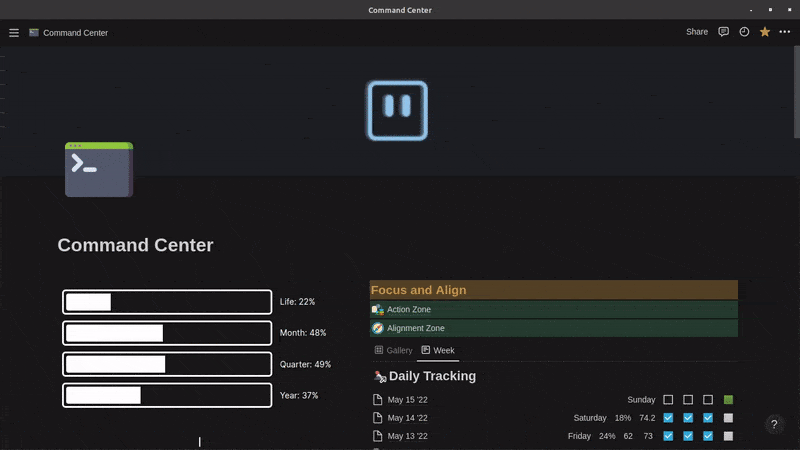 Command Center
Command Center
Share
Command Center
Life: 22%
Month: 48%
Quarter: 49%
Year: 37%
Focus and Align
Action Zone
Alignment Zone
Gallery Week
Daily Tracking
May 15 '22 Sunday
May 14 '22 Saturday 18% 74.2
May 13 '22 Friday 24% 62 73
?